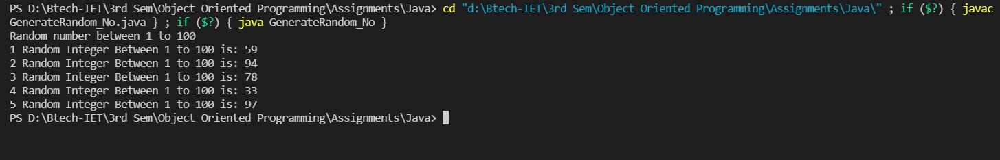 PS D:\Btech-IET\3rd Sem\Object Oriented Programming\Assignments\Java> cd "d:\Btech-IET\3rd Sem\Object Oriented Programming\Assignments\Java\" ; if ($?) { javac
GenerateRandom_No.java } ; if ($?) { java GenerateRandom_No }
Random number between 1 to 100
1 Random Integer Between 1 to 100 is: 59
2 Random Integer Between 1 to 100 is: 94
3 Random Integer Between 1 to 100 is: 78
4 Random Integer Between 1 to 100 is: 33
5 Random Integer Between 1 to 100 is: 97
PS D:\Btech-IET\3rd Sem\Object Oriented Programming\Assignments\Java>